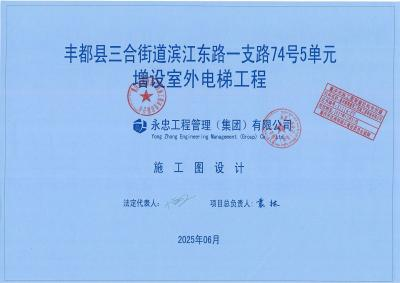 丰都县三合街道滨江东路一支路74号5单元
增设室外电梯工程
永忠工程管理（集团）有限公司
Yong Zhong Engineering Management (Group) Co., Ltd.
施工图设计
法定代表人：
项目总负责人：袁林
2025年06月